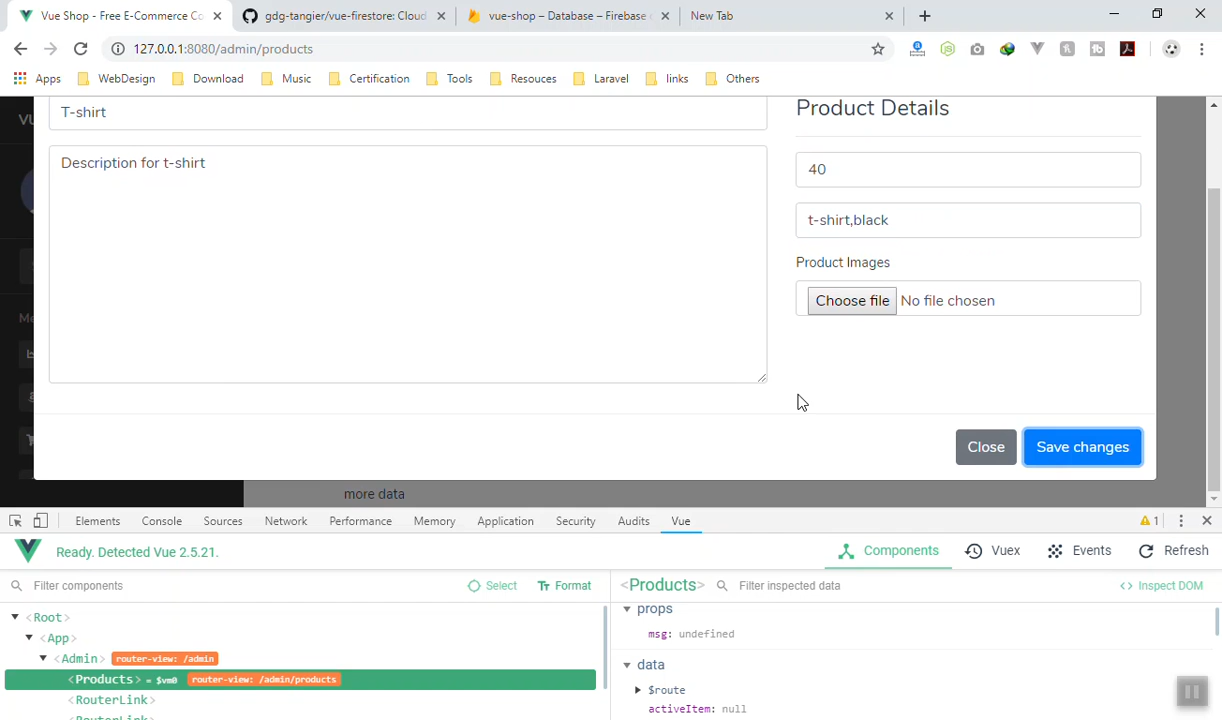 Vue Shop - Free E-Commerce Co
gdg-tangier/vue-firestore: Cloud
vue-shop – Database – Firebase
New Tab
127.0.0.1:8080/admin/products
Apps
WebDesign
Download
Music
Certification
Tools
Resouces
Laravel
links
Others
T-shirt
Description for t-shirt
Product Details
40
t-shirt,black
Product Images
Choose file No file chosen
Close
Save changes
more data
Elements
Console
Sources
Network
Performance
Memory
Application
Security
Audits
Vue
1
Ready. Detected Vue 2.5.21.
Components
Vuex
Events
Refresh
Filter components
Select
Format
<Products>
Filter inspected data
Inspect DOM
<Root>
<App>
<Admin> router-view: /admin
<Products> = $vm0 router-view: /admin/products
<RouterLink>
<RouterLink>
props
msg: undefined
data
$route
activeItem: null